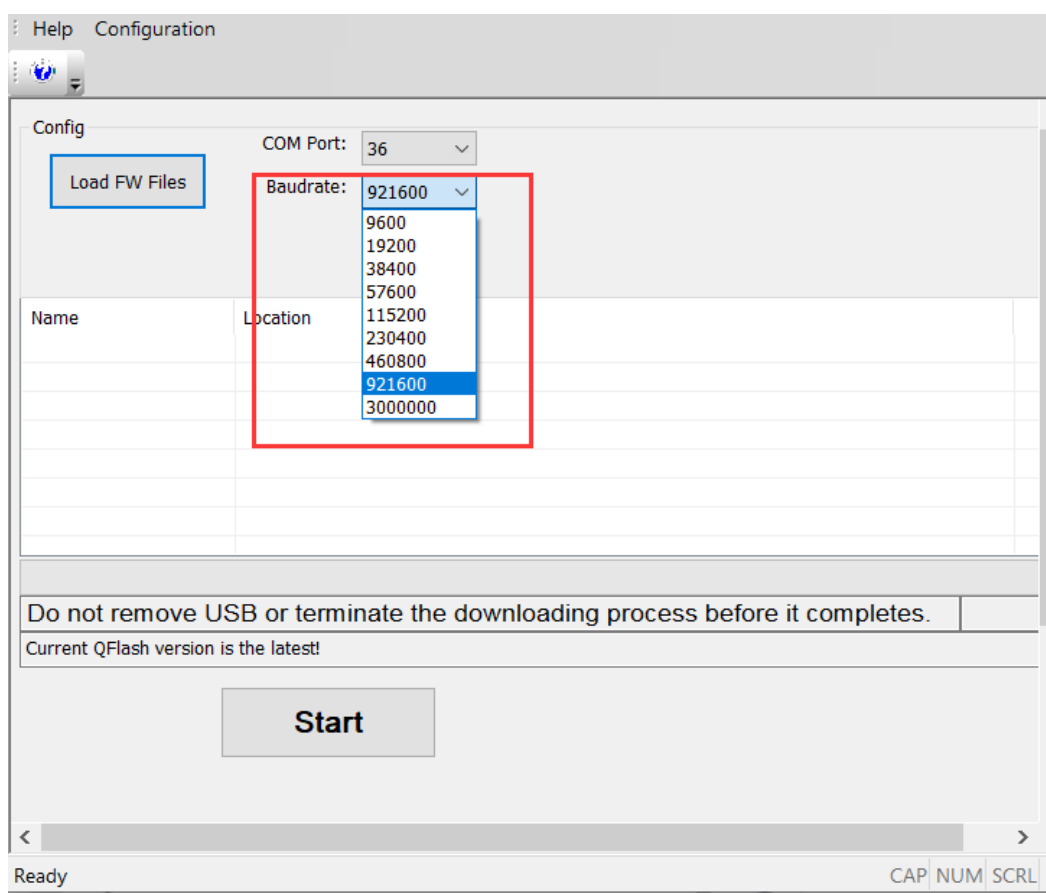 Help Configuration
Config
COM Port: 36
Load FW Files
Baudrate: 921600
9600
19200
38400
57600
115200
230400
460800
921600
3000000
Name Location
Do not remove USB or terminate the downloading process before it completes.
Current QFlash version is the latest!
Start
Ready CAP NUM SCRL